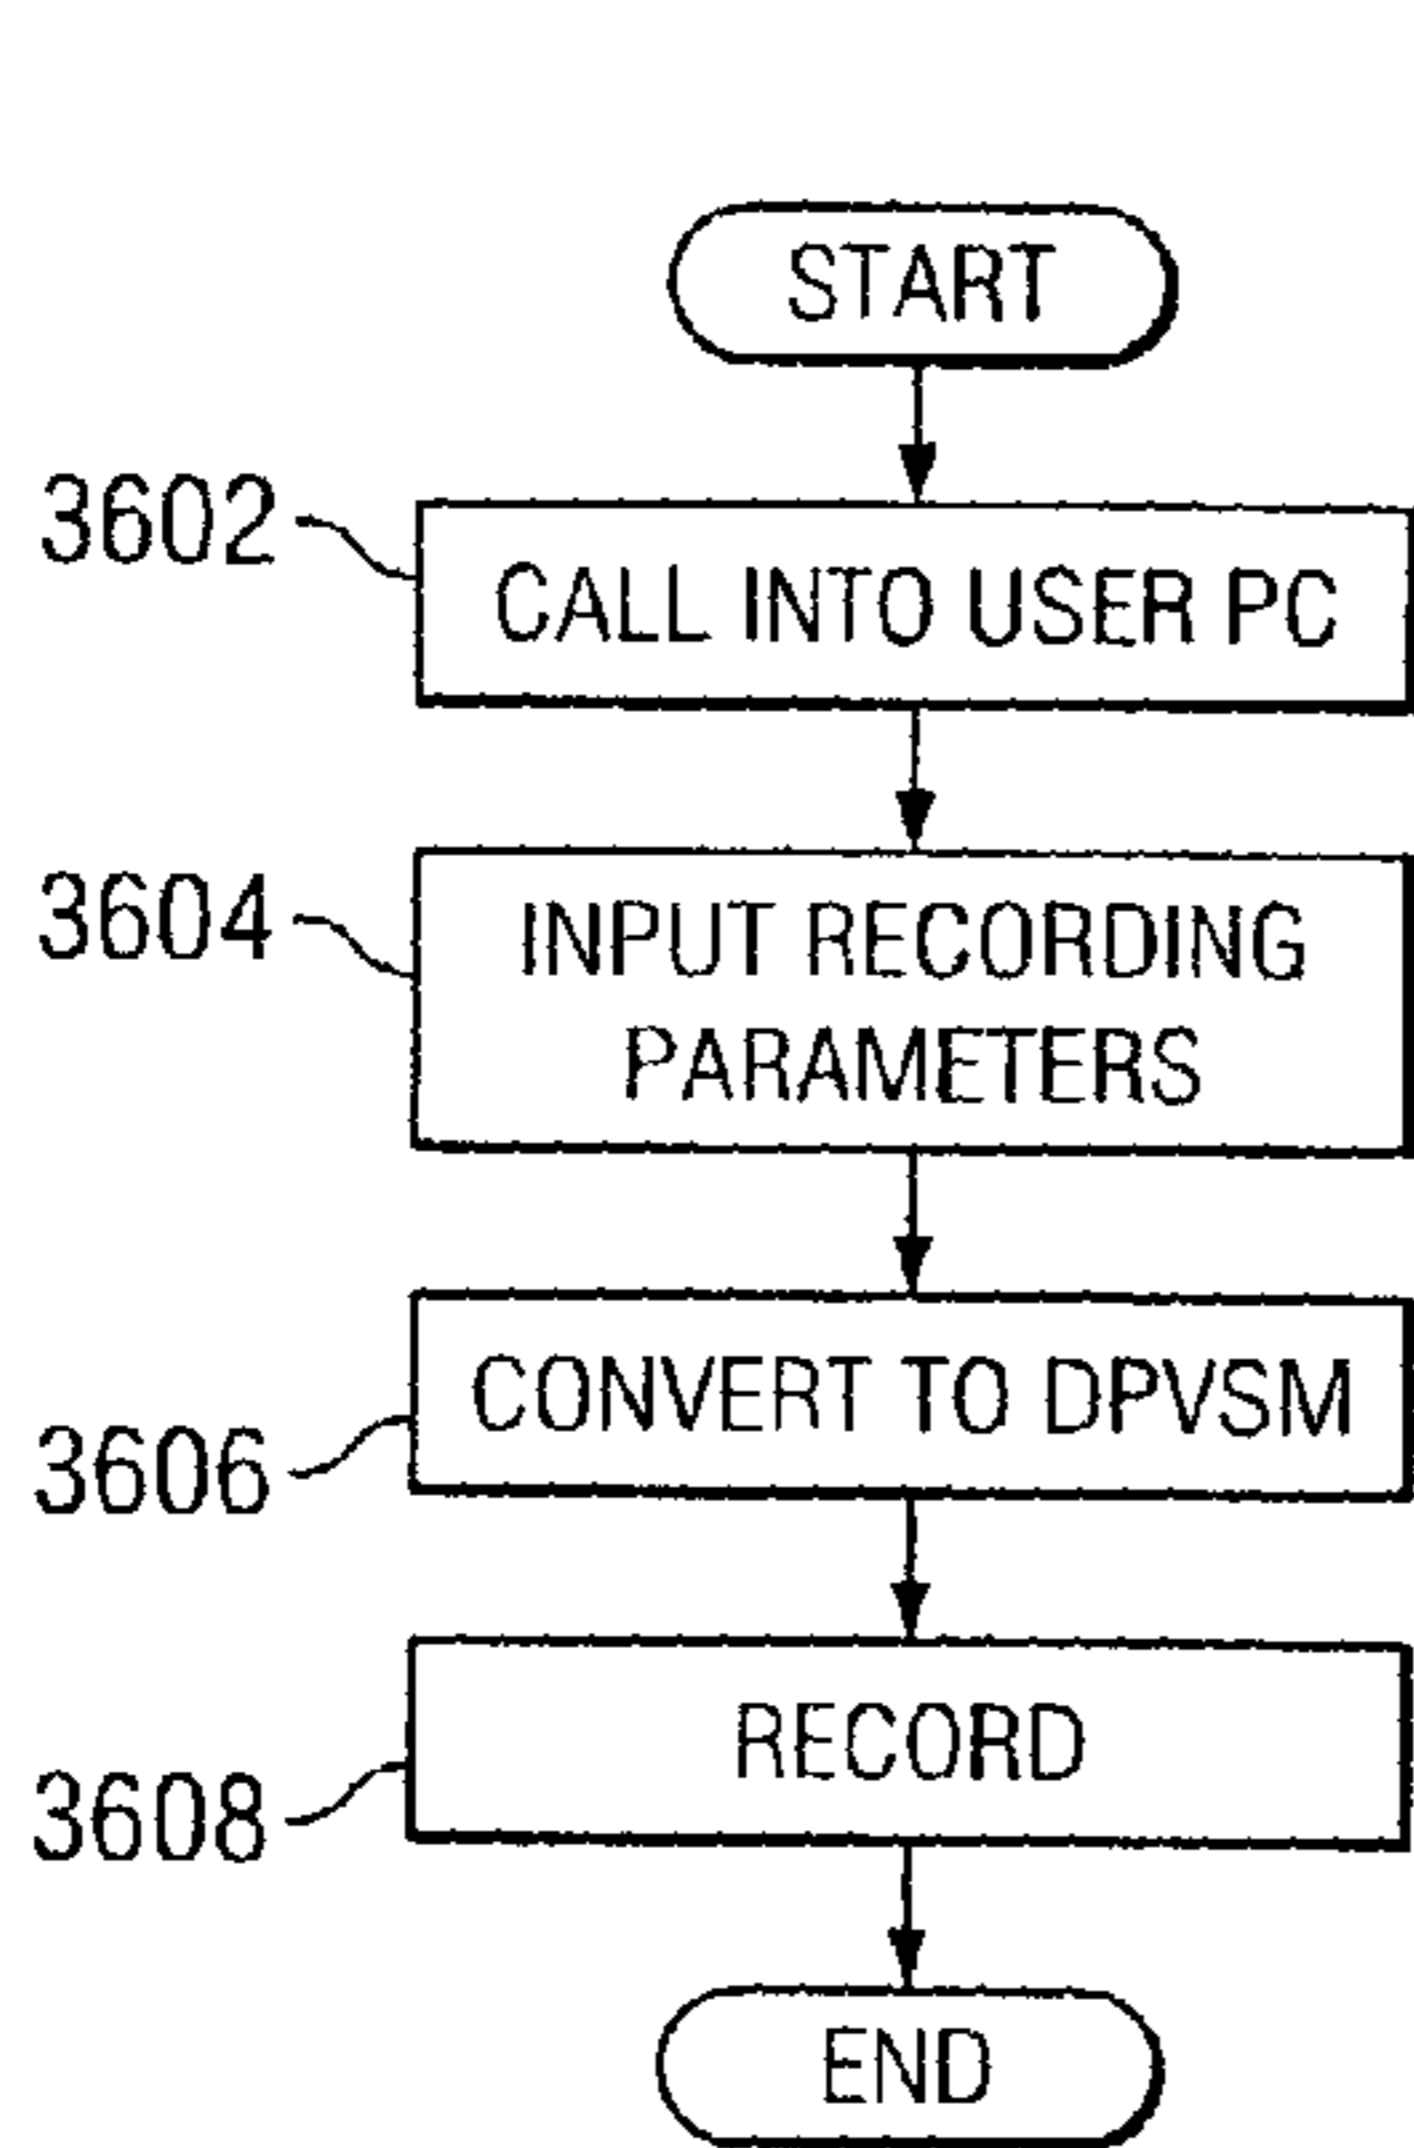 START
3602
CALL INTO USER PC
3604
INPUT RECORDING
PARAMETERS
3606
CONVERT TO DPVSM
3608
RECORD
END